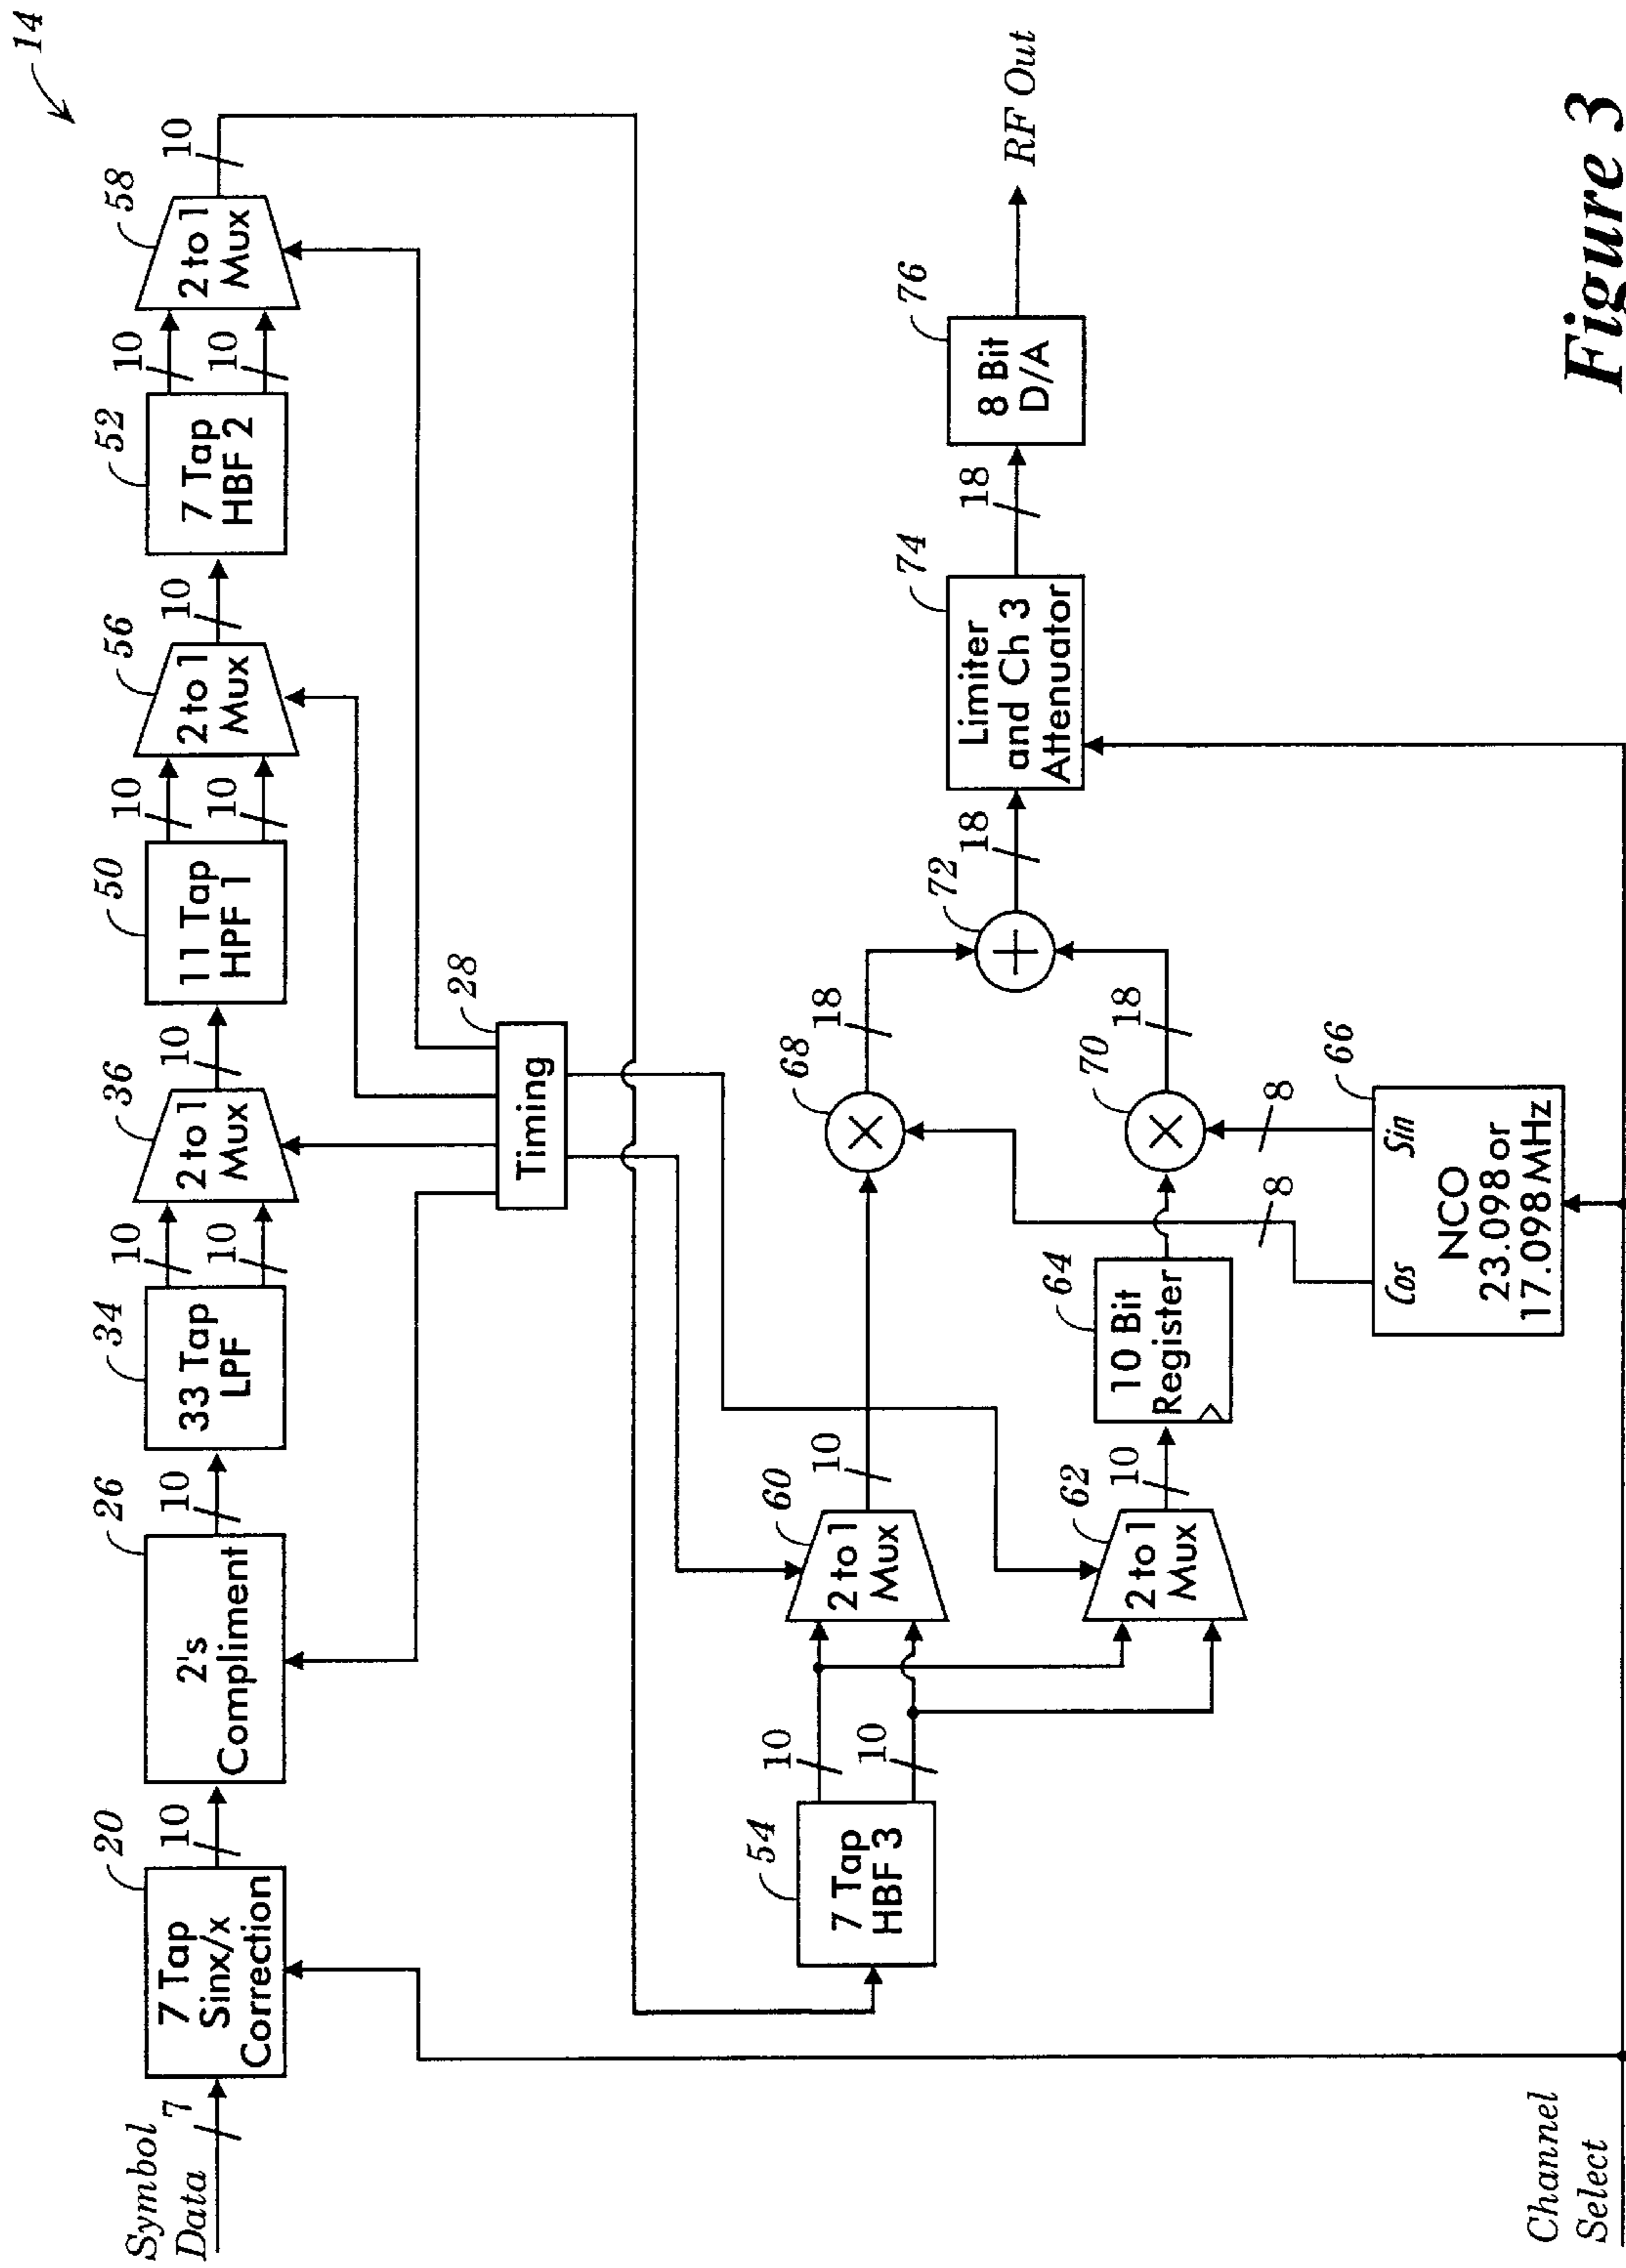 14
Symbol
Data
7
20
7 Tap
Sinx/x
Correction
10
26
2's
Compliment
10
34
33 Tap
LPF
10
10
36
2 to 1
Mux
10
50
11 Tap
HPF 1
10
10
56
2 to 1
Mux
10
52
7 Tap
HBF 2
10
10
58
2 to 1
Mux
10
28
Timing
54
7 Tap
HBF 3
10
10
60
2 to 1
Mux
10
62
2 to 1
Mux
10
64
10 Bit
Register
68
18
70
18
8
8
66
Cos
Sin
NCO
23.098 or
17.098 MHz
72
18
74
Limiter
and Ch 3
Attenuator
18
76
8 Bit
D/A
RF Out
Channel
Select
Figure 3